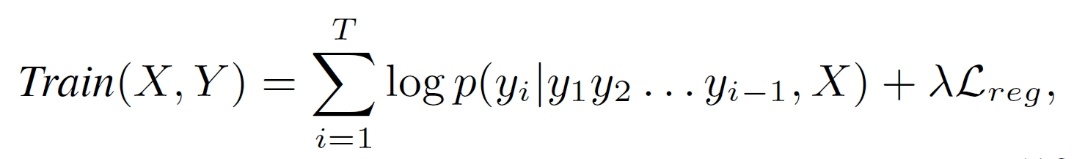 Train(X, Y) = \sum_{i=1}^{T} \log p(y_i|y_1 y_2 \ldots y_{i-1}, X) + \lambda \mathcal{L}_{reg},